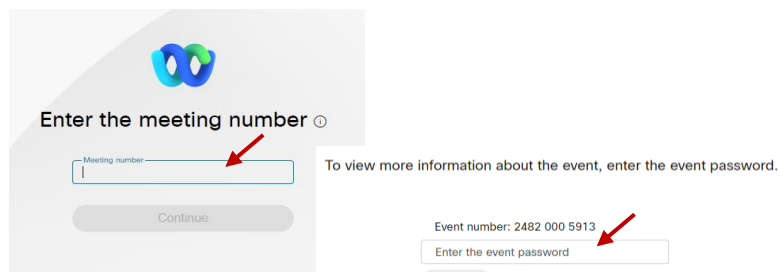 Enter the meeting number
Meeting number
Continue
To view more information about the event, enter the event password.
Event number: 2482 000 5913
Enter the event password